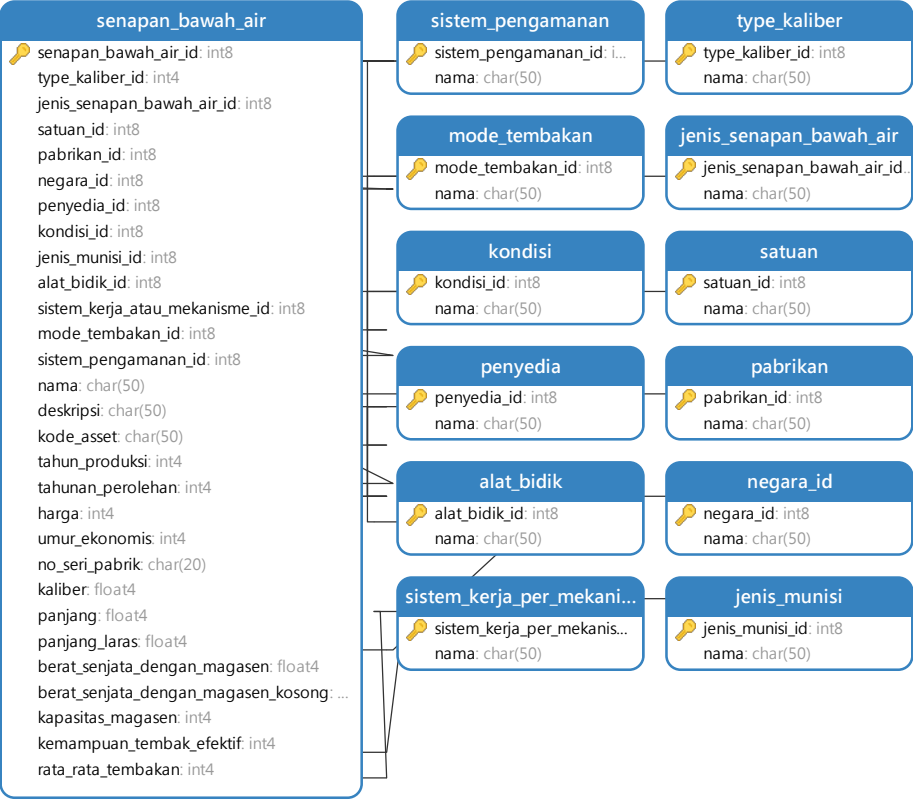 senapan_bawah_air
senapan_bawah_air_id: int8
type_kaliber_id: int4
jenis_senapan_bawah_air_id: int8
satuan_id: int8
pabrikan_id: int8
negara_id: int8
penyedia_id: int8
kondisi_id: int8
jenis_munisi_id: int8
alat_bidik_id: int8
sistem_kerja_atau_mekanisme_id: int8
mode_tembakan_id: int8
sistem_pengamanan_id: int8
nama: char(50)
deskripsi: char(50)
kode_asset: char(50)
tahun_produksi: int4
tahunan_perolehan: int4
harga: int4
umur_ekonomis: int4
no_seri_pabrik: char(20)
kaliber: float4
panjang: float4
panjang_laras: float4
berat_senjata_dengan_magasen: float4
berat_senjata_dengan_magasen_kosong: ...
kapasitas_magasen: int4
kemampuan_tembak_efektif: int4
rata_rata_tembakan: int4
sistem_pengamanan
sistem_pengamanan_id: i...
nama: char(50)
type_kaliber
type_kaliber_id: int8
nama: char(50)
mode_tembakan
mode_tembakan_id: int8
nama: char(50)
jenis_senapan_bawah_air
jenis_senapan_bawah_air_id...
nama: char(50)
kondisi
kondisi_id: int8
nama: char(50)
satuan
satuan_id: int8
nama: char(50)
penyedia
penyedia_id: int8
nama: char(50)
pabrikan
pabrikan_id: int8
nama: char(50)
alat_bidik
alat_bidik_id: int8
nama: char(50)
negara_id
negara_id: int8
nama: char(50)
sistem_kerja_per_mekani...
sistem_kerja_per_mekanis...
nama: char(50)
jenis_munisi
jenis_munisi_id: int8
nama: char(50)